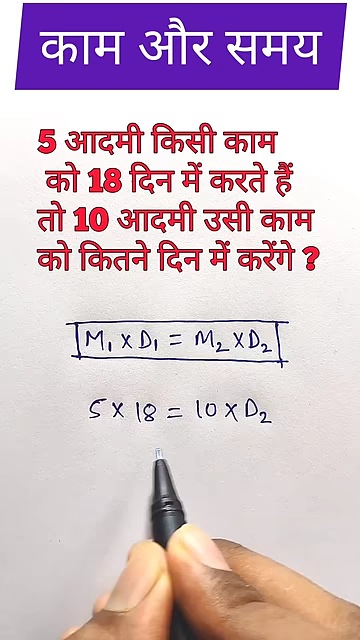 काम और समय
5 आदमी किसी काम
को 18 दिन में करते हैं
तो 10 आदमी उसी काम
को कितने दिन में करेंगे ?
M₁ × D₁ = M₂ × D₂
5 × 18 = 10 × D₂